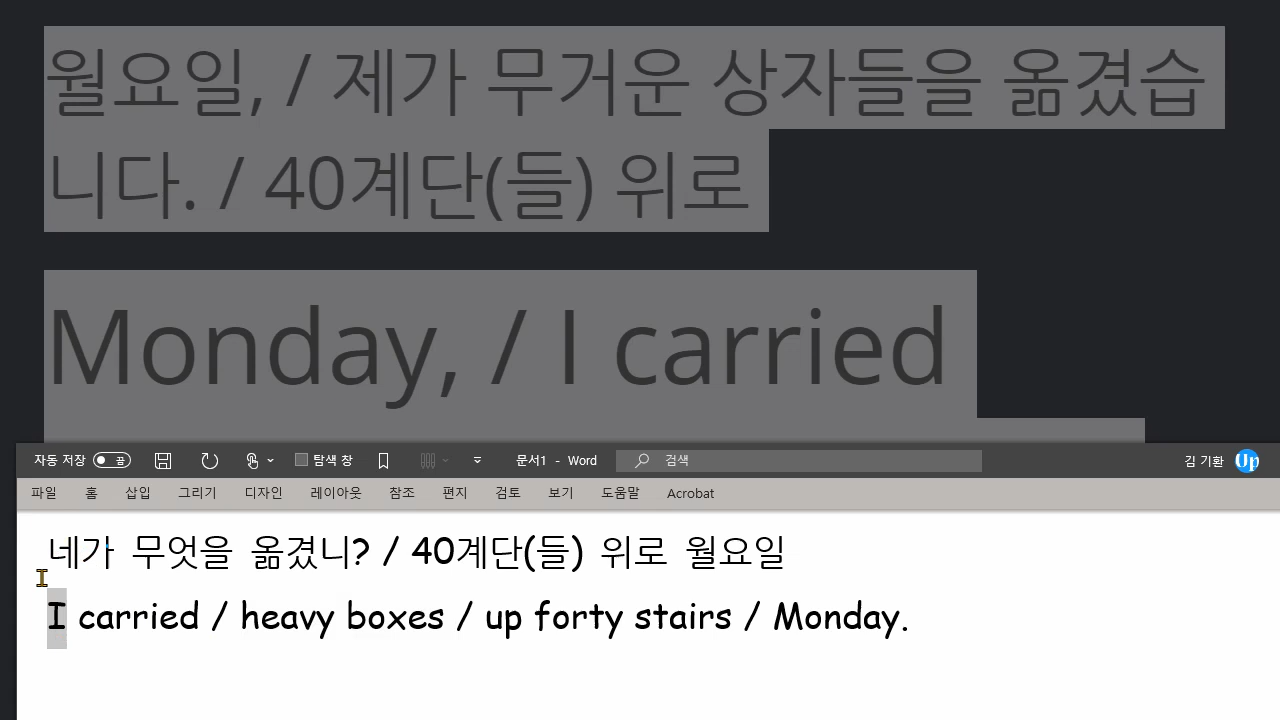 월요일, / 제가 무거운 상자들을 옮겼습
니다. / 40계단(들) 위로
Monday, / I carried
자동 저장 끔 탐색 창 문서1 - Word 검색 김 기환 Up
파일 홈 삽입 그리기 디자인 레이아웃 참조 편지 검토 보기 도움말 Acrobat
네가 무엇을 옮겼니? / 40계단(들) 위로 월요일
I carried / heavy boxes / up forty stairs / Monday.